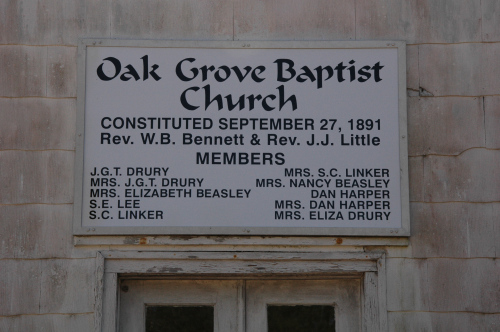 Oak Grove Baptist
Church
CONSTITUTED SEPTEMBER 27, 1891
Rev. W.B. Bennett & Rev. J.J. Little
MEMBERS
J.G.T. DRURY
MRS. J.G.T. DRURY
MRS. ELIZABETH BEASLEY
S.E. LEE
S.C. LINKER
MRS. S.C. LINKER
MRS. NANCY BEASLEY
DAN HARPER
MRS. DAN HARPER
MRS. ELIZA DRURY